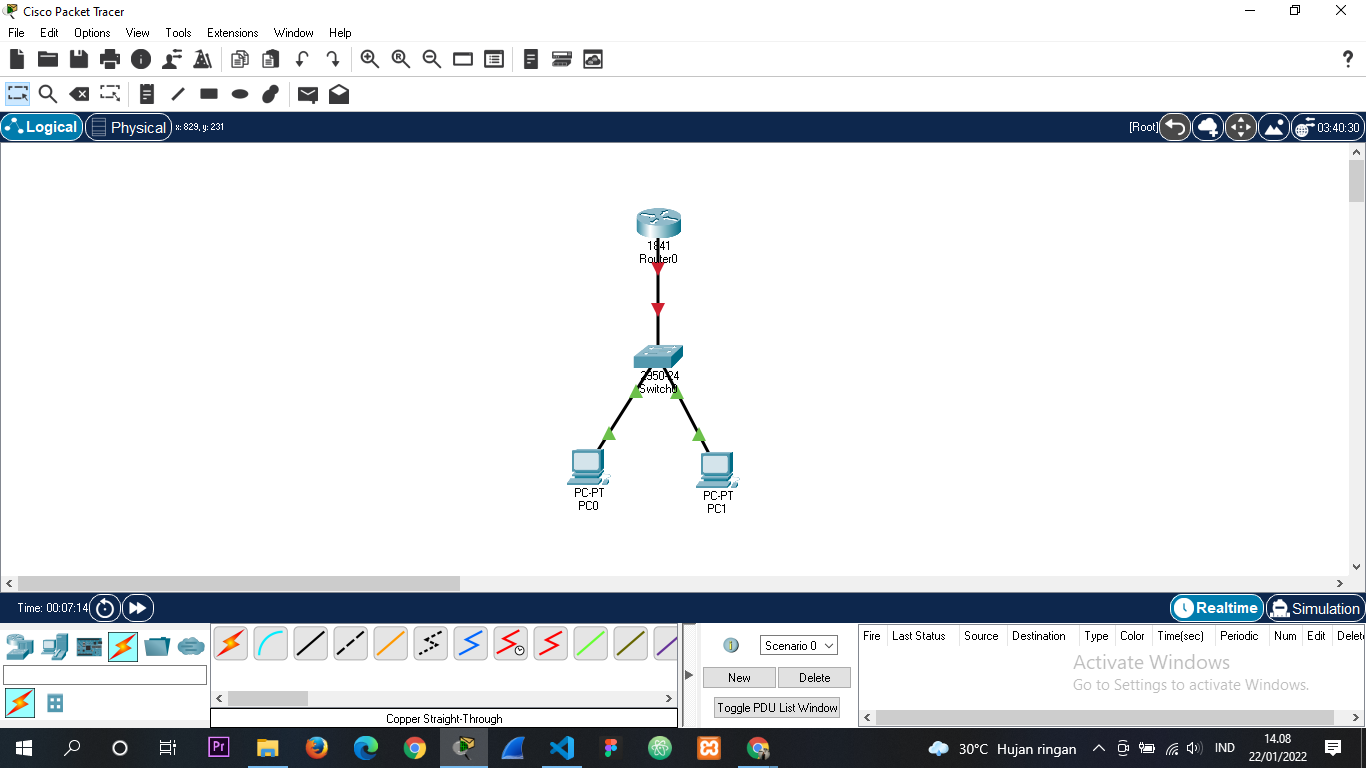 Cisco Packet Tracer
File Edit Options View Tools Extensions Window Help
?
Logical Physical x: 829, y: 231 [Root] 03:40:30
1841
Router0
2950-24
Switch0
PC-PT
PC0
PC-PT
PC1
Time: 00:07:14 Realtime Simulation
Scenario 0
New Delete
Toggle PDU List Window
Fire Last Status Source Destination Type Color Time(sec) Periodic Num Edit Delet
Activate Windows
Go to Settings to activate Windows.
Copper Straight-Through
Pr 30°C Hujan ringan IND 14.08
22/01/2022